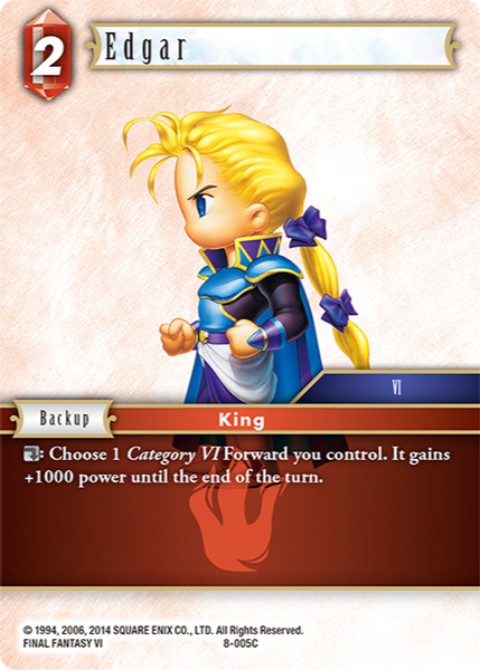 2
Edgar
VI
Backup
King
: Choose 1 Category VI Forward you control. It gains
+1000 power until the end of the turn.
© 1994, 2006, 2014 SQUARE ENIX CO., LTD. All Rights Reserved.
FINAL FANTASY VI
8-005C